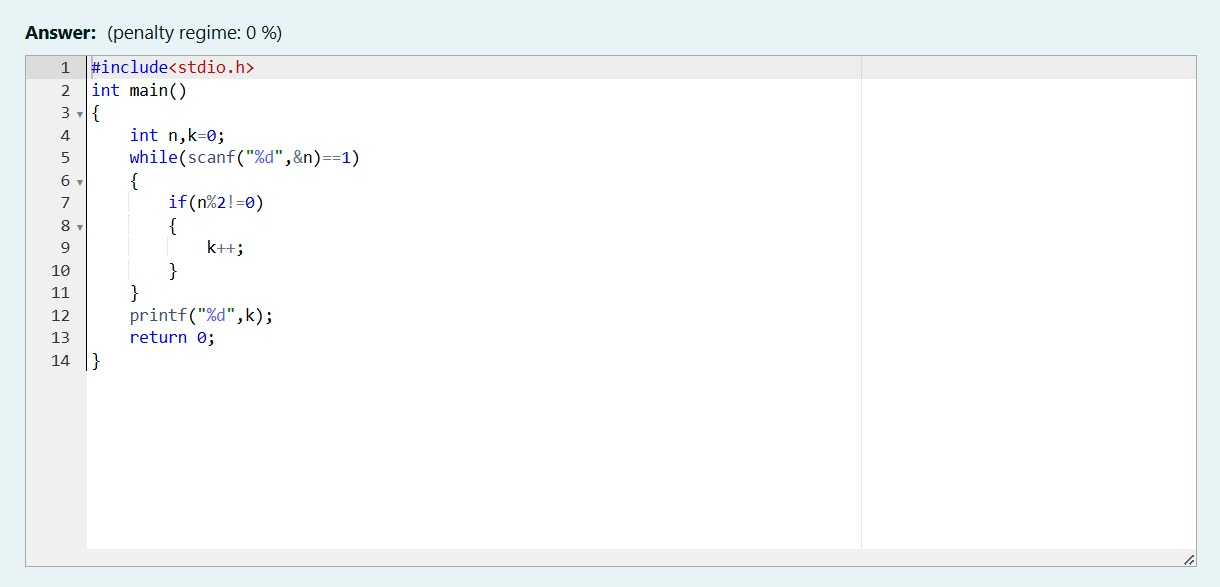 Answer: (penalty regime: 0 %)
1 #include<stdio.h>
2 int main()
3 {
4     int n,k=0;
5     while(scanf("%d",&n)==1)
6     {
7         if(n%2!=0)
8         {
9             k++;
10         }
11     }
12     printf("%d",k);
13     return 0;
14 }